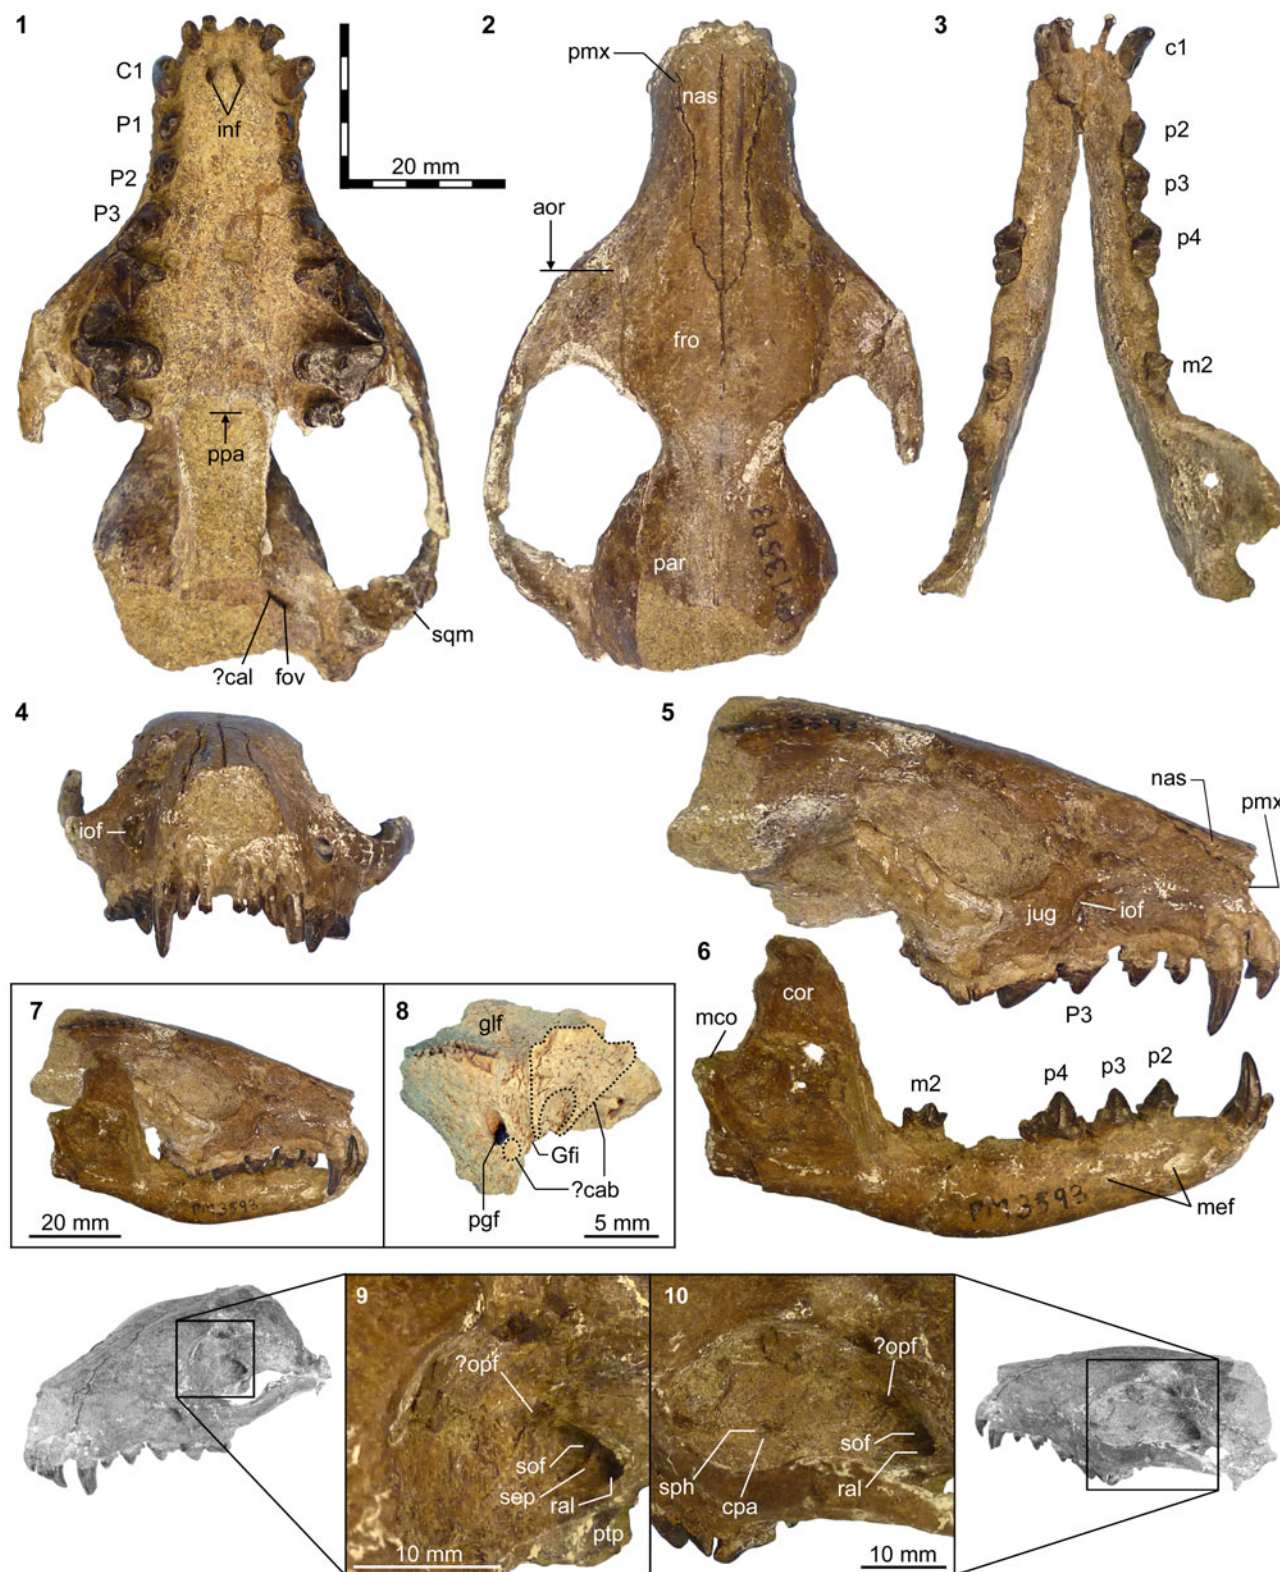 1
C1
P1
P2
P3
inf
20 mm
ppa
?cal
fov
sqm
2
pmx
nas
aor
fro
par
3
c1
p2
p3
p4
m2
4
iof
5
nas
pmx
jug
iof
P3
6
cor
mco
m2
p4
p3
p2
mef
PM3593
7
20 mm
PM3593
8
glf
Gfi
?cab
pgf
5 mm
9
?opf
sof
sep
ral
ptp
10 mm
10
?opf
sof
sph
cpa
ral
10 mm